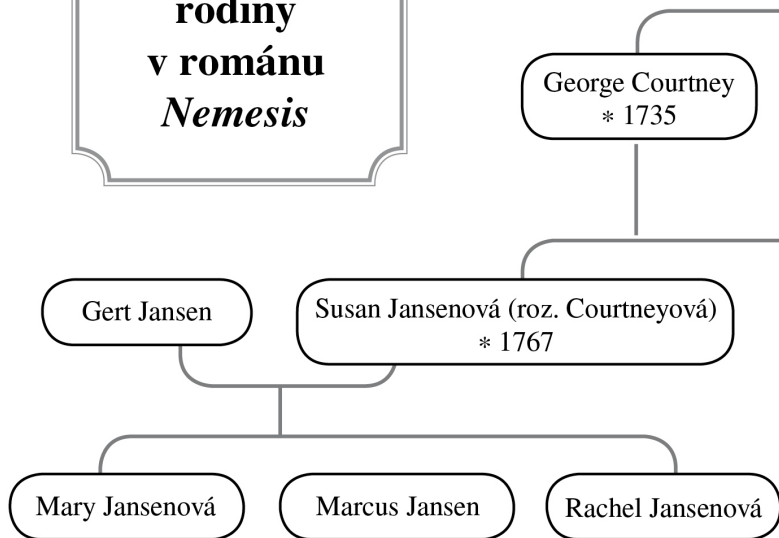 rodiny
v románu
Nemesis
George Courtney
* 1735
Gert Jansen
Susan Jansenová (roz. Courtneyová)
* 1767
Mary Jansenová
Marcus Jansen
Rachel Jansenová